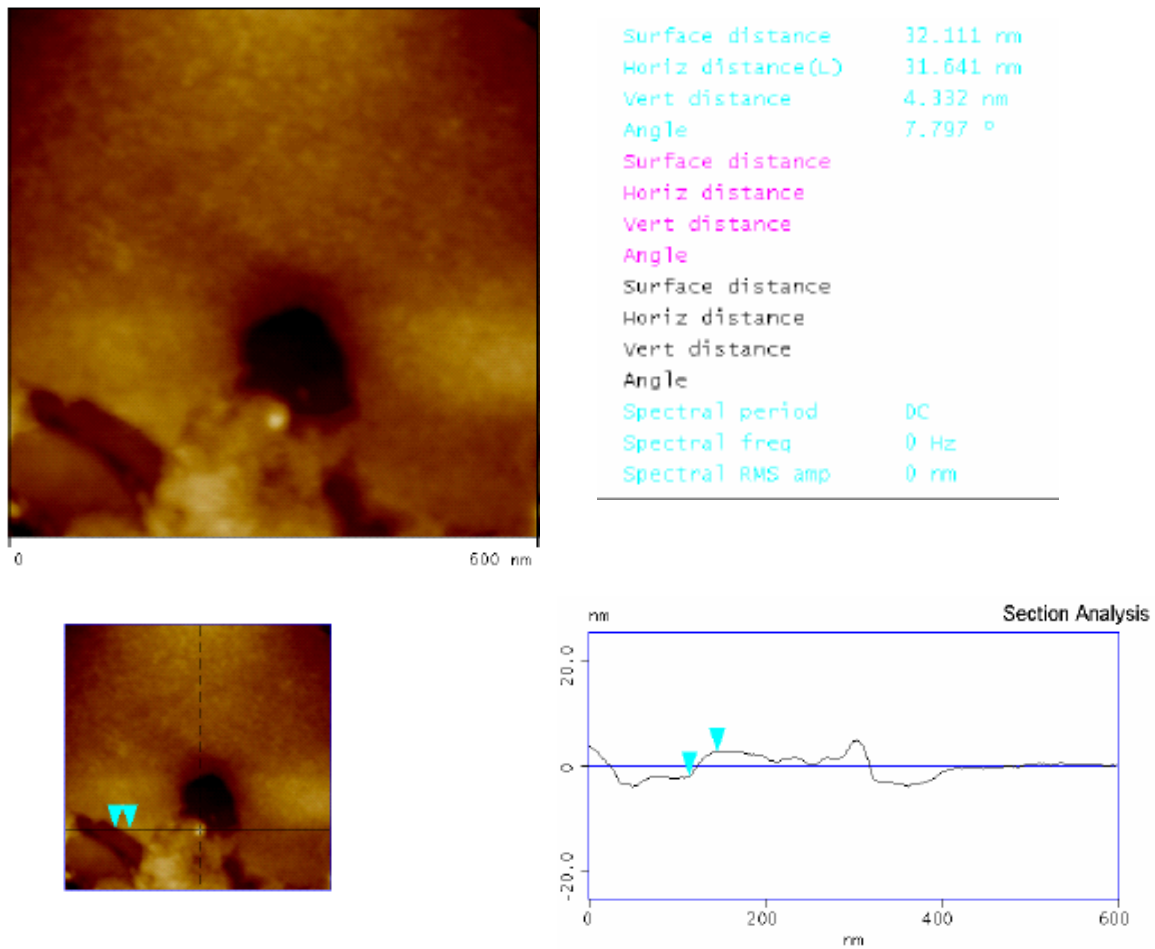 Surface distance 32.111 nm
Horiz distance(L) 31.641 nm
Vert distance 4.332 nm
Angle 7.797 º
Surface distance
Horiz distance
Vert distance
Angle
Surface distance
Horiz distance
Vert distance
Angle
Spectral period DC
Spectral freq 0 Hz
Spectral RMS amp 0 nm
0 600 nm
nm Section Analysis
20.0
0
-20.0
0 200 400 600
nm